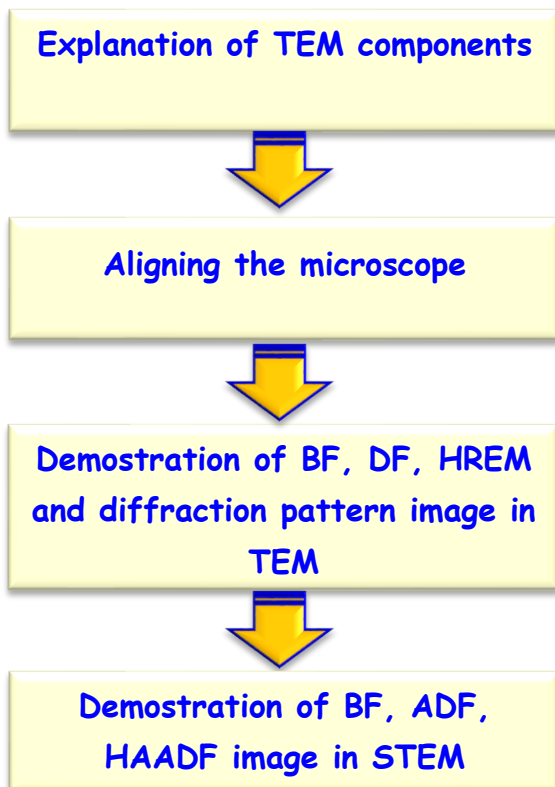 Explanation of TEM components
Aligning the microscope
Demostration of BF, DF, HREM
and diffraction pattern image in
TEM
Demostration of BF, ADF,
HAADF image in STEM